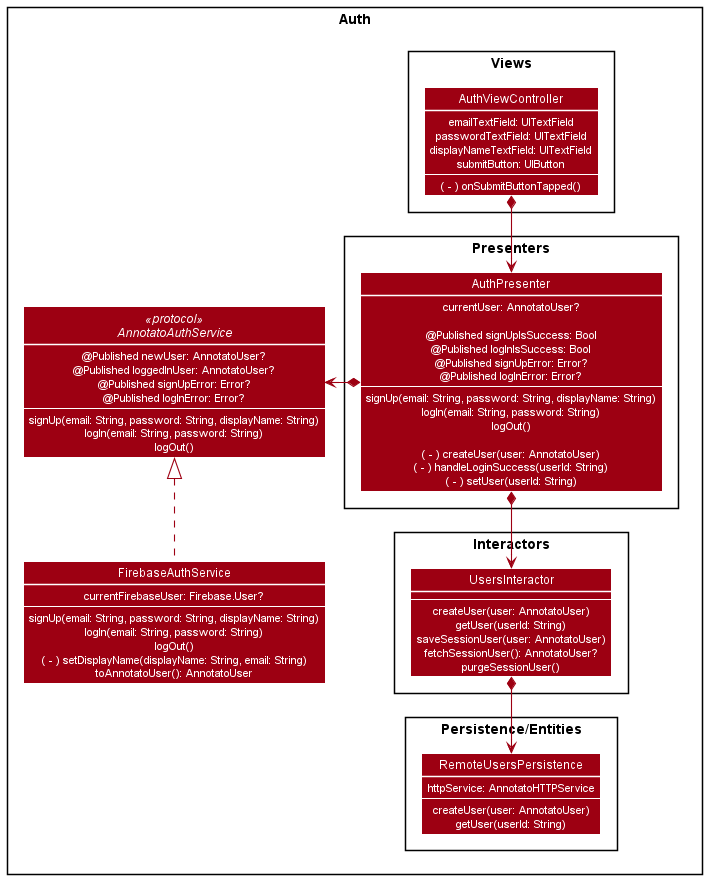 Auth
Views
AuthViewController
emailTextField: UITextField
passwordTextField: UITextField
displayNameTextField: UITextField
submitButton: UIButton
( - ) onSubmitButtonTapped()
Presenters
AuthPresenter
currentUser: AnnotatoUser?
@Published signUpIsSuccess: Bool
@Published logInIsSuccess: Bool
@Published signUpError: Error?
@Published logInError: Error?
signUp(email: String, password: String, displayName: String)
logIn(email: String, password: String)
logOut()
( - ) createUser(user: AnnotatoUser)
( - ) handleLoginSuccess(userId: String)
( - ) setUser(userId: String)
«protocol»
AnnotatoAuthService
@Published newUser: AnnotatoUser?
@Published loggedInUser: AnnotatoUser?
@Published signUpError: Error?
@Published logInError: Error?
signUp(email: String, password: String, displayName: String)
logIn(email: String, password: String)
logOut()
FirebaseAuthService
currentFirebaseUser: Firebase.User?
signUp(email: String, password: String, displayName: String)
logIn(email: String, password: String)
logOut()
( - ) setDisplayName(displayName: String, email: String)
toAnnotatoUser(): AnnotatoUser
Interactors
UsersInteractor
createUser(user: AnnotatoUser)
getUser(userId: String)
saveSessionUser(user: AnnotatoUser)
fetchSessionUser(): AnnotatoUser?
purgeSessionUser()
Persistence/Entities
RemoteUsersPersistence
httpService: AnnotatoHTTPService
createUser(user: AnnotatoUser)
getUser(userId: String)